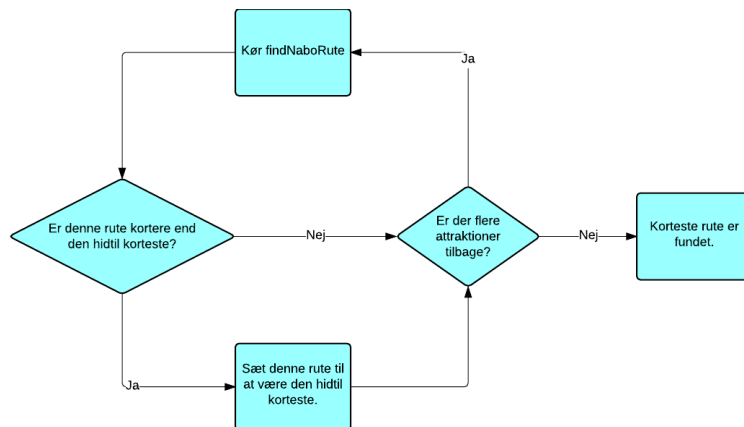 Kør findNaboRute
Ja
Er denne rute kortere end
den hidtil korteste?
Nej
Er der flere
attraktioner
tilbage?
Nej
Korteste rute er
fundet.
Ja
Sæt denne rute til
at være den hidtil
korteste.